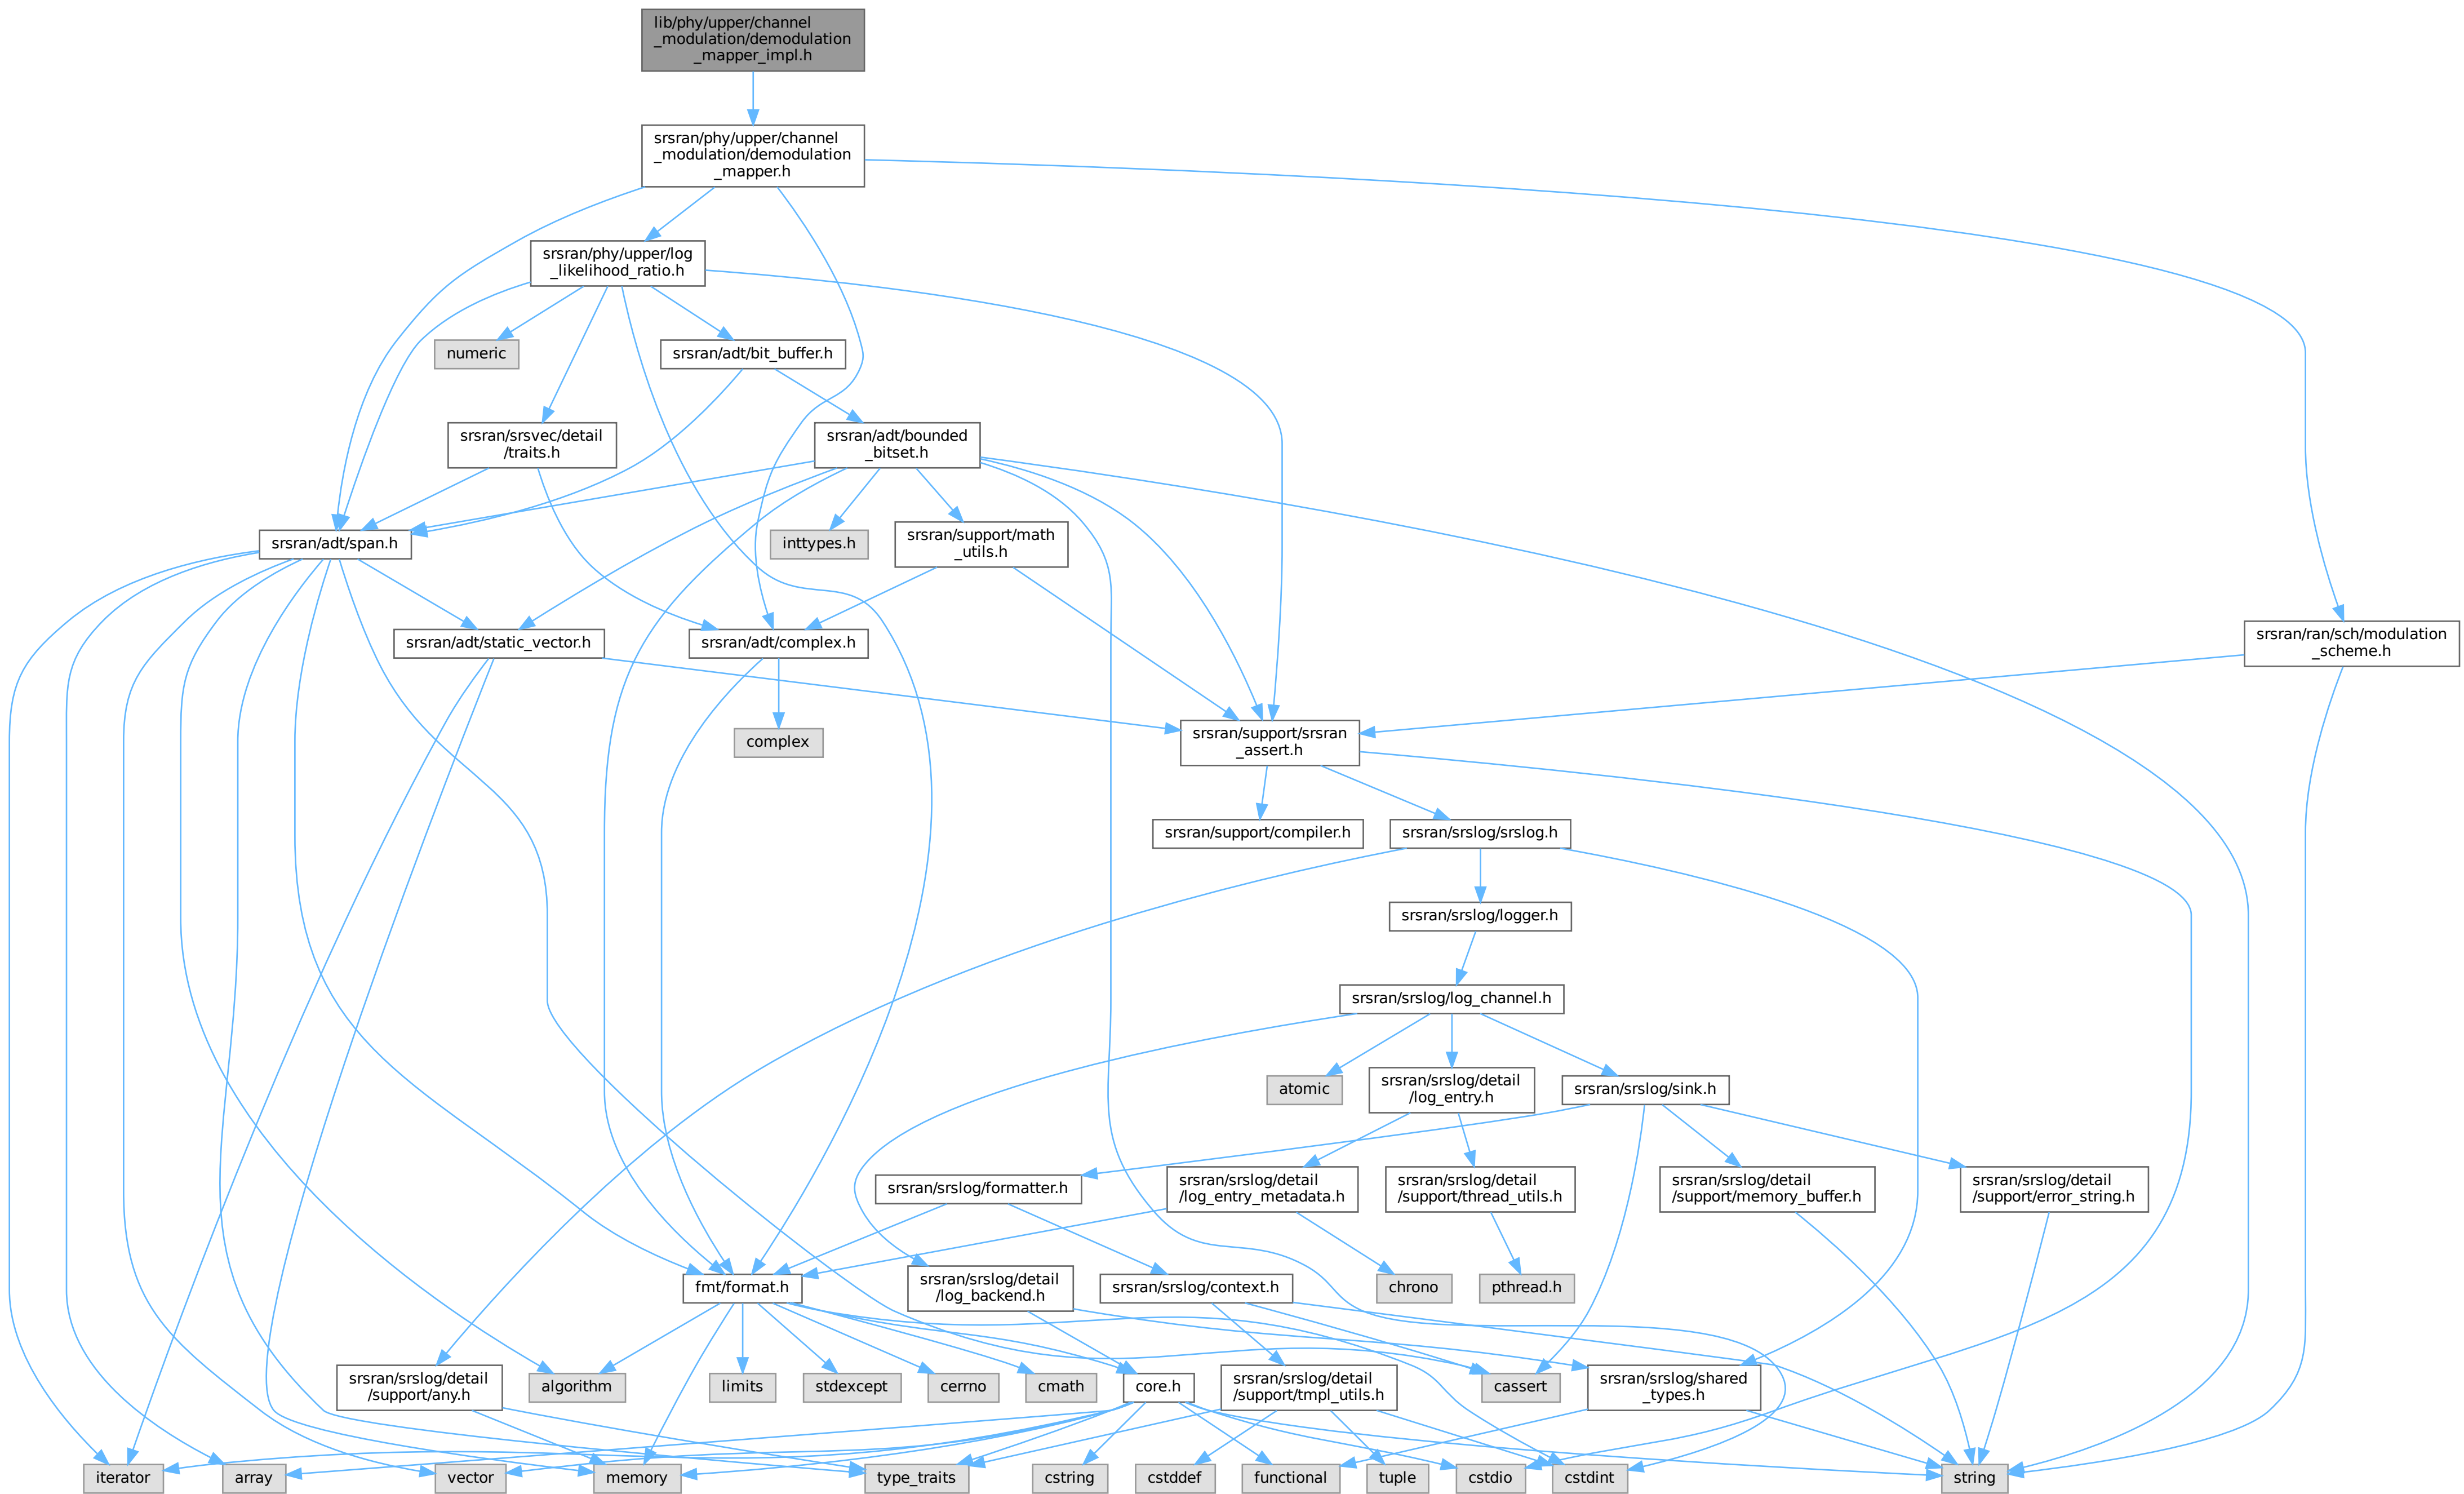 lib/phy/upper/channel
_modulation/demodulation
_mapper_impl.h
srsran/phy/upper/channel
_modulation/demodulation
_mapper.h
srsran/phy/upper/log
_likelihood_ratio.h
numeric
srsran/adt/bit_buffer.h
srsran/srsvec/detail
/traits.h
srsran/adt/bounded
_bitset.h
srsran/adt/span.h
inttypes.h
srsran/support/math
_utils.h
srsran/adt/static_vector.h
srsran/adt/complex.h
srsran/ran/sch/modulation
_scheme.h
complex
srsran/support/srsran
_assert.h
srsran/support/compiler.h
srsran/srslog/srslog.h
srsran/srslog/logger.h
srsran/srslog/log_channel.h
atomic
srsran/srslog/detail
/log_entry.h
srsran/srslog/sink.h
srsran/srslog/formatter.h
srsran/srslog/detail
/log_entry_metadata.h
srsran/srslog/detail
/support/thread_utils.h
srsran/srslog/detail
/support/memory_buffer.h
srsran/srslog/detail
/support/error_string.h
fmt/format.h
srsran/srslog/detail
/log_backend.h
srsran/srslog/context.h
chrono
pthread.h
srsran/srslog/detail
/support/any.h
algorithm
limits
stdexcept
cerrno
cmath
core.h
srsran/srslog/detail
/support/tmpl_utils.h
cassert
srsran/srslog/shared
_types.h
iterator
array
vector
memory
type_traits
cstring
cstddef
functional
tuple
cstdio
cstdint
string